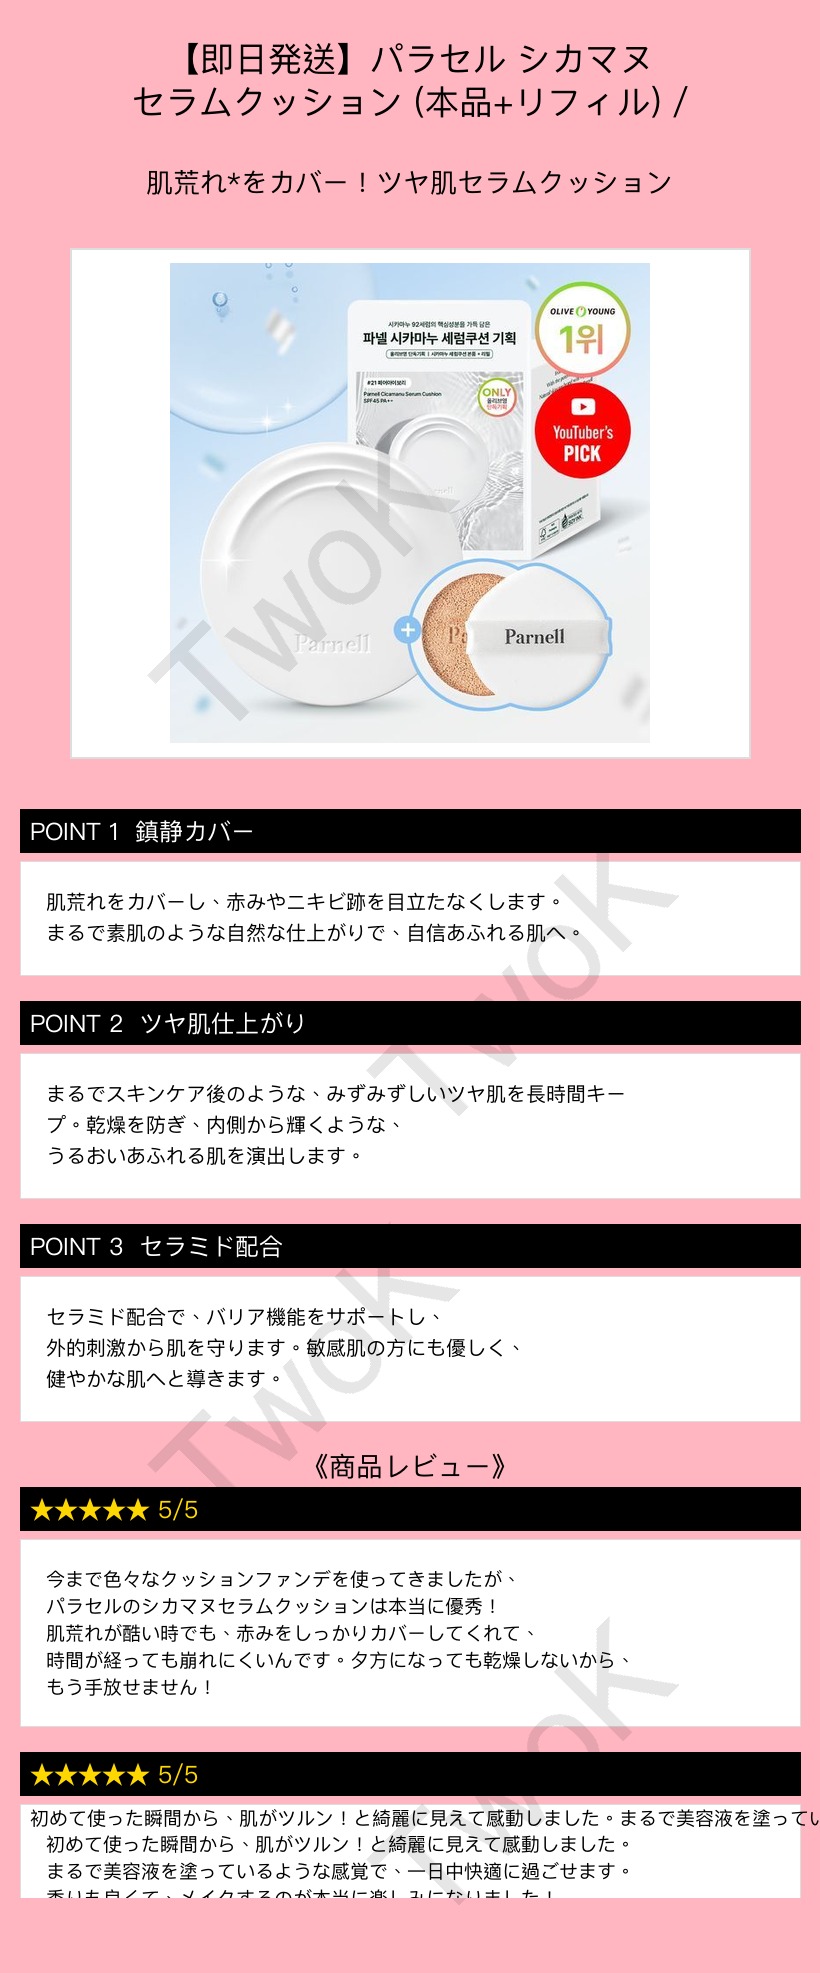 【即日発送】パラセル シカマヌ
セラムクッション (本品+リフィル) /
肌荒れ*をカバー！ツヤ肌セラムクッション
OLIVE YOUNG
1위
시카마누 92세럼의 핵심성분을 가득 담은
파넬 시카마누 세럼쿠션 기획
올리브영 단독기획 | 시카마누 세럼쿠션 본품 + 리필
#21 페어아이보리
Parnell Cicamanu Serum Cushion
SPF45 PA++
ONLY
올리브영
단독기획
YouTuber's
PICK
Parnell
+
Pa
Parnell
TwoK
POINT 1 鎮静カバー
肌荒れをカバーし、赤みやニキビ跡を目立たなくします。
まるで素肌のような自然な仕上がりで、自信あふれる肌へ。
TwoK
POINT 2 ツヤ肌仕上がり
まるでスキンケア後のような、みずみずしいツヤ肌を長時間キー
プ。乾燥を防ぎ、内側から輝くような、
うるおいあふれる肌を演出します。
POINT 3 セラミド配合
セラミド配合で、バリア機能をサポートし、
外的刺激から肌を守ります。敏感肌の方にも優しく、
健やかな肌へと導きます。
TwoK
《商品レビュー》
★★★★★ 5/5
今まで色々なクッションファンデを使ってきましたが、
パラセルのシカマヌセラムクッションは本当に優秀！
肌荒れが酷い時でも、赤みをしっかりカバーしてくれて、
時間が経っても崩れにくいんです。夕方になっても乾燥しないから、
もう手放せません！
TwoK
★★★★★ 5/5
初めて使った瞬間から、肌がツルン！と綺麗に見えて感動しました。まるで美容液を塗ってい
初めて使った瞬間から、肌がツルン！と綺麗に見えて感動しました。
まるで美容液を塗っているような感覚で、一日中快適に過ごせます。
香りも良くて、メイクするのが本当に楽しみになりました！